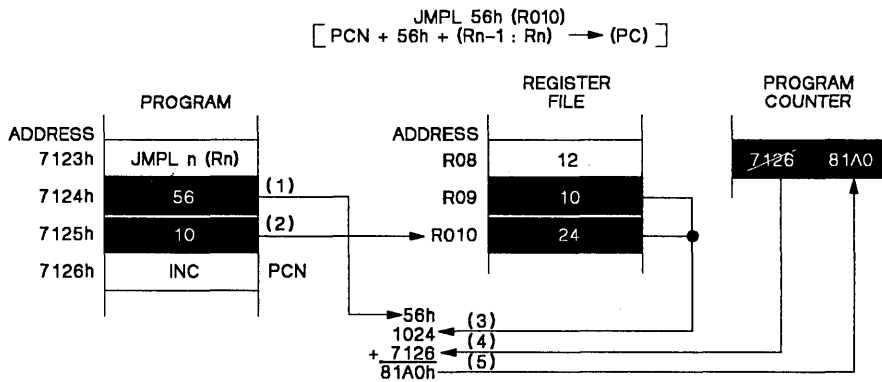 JMPL 56h (R010)
[ PCN + 56h + (Rn-1 : Rn) → (PC) ]
PROGRAM
REGISTER
FILE
PROGRAM
COUNTER
ADDRESS
ADDRESS
7123h JMPL n (Rn)
R08 12
7126 81A0
7124h 56 (1)
R09 10
7125h 10 (2)
R010 24
7126h INC PCN
56h
1024 (3)
+ 7126 (4)
81A0h (5)